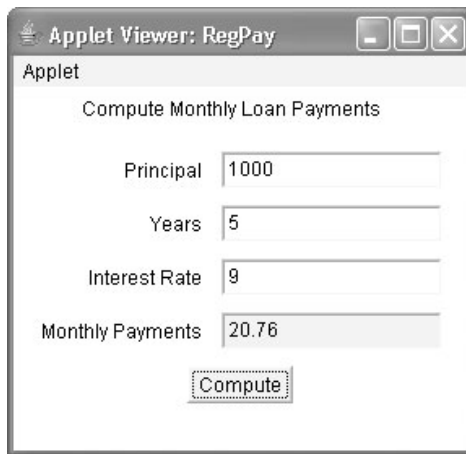 Applet Viewer: RegPay
Applet
Compute Monthly Loan Payments
Principal 1000
Years 5
Interest Rate 9
Monthly Payments 20.76
Compute